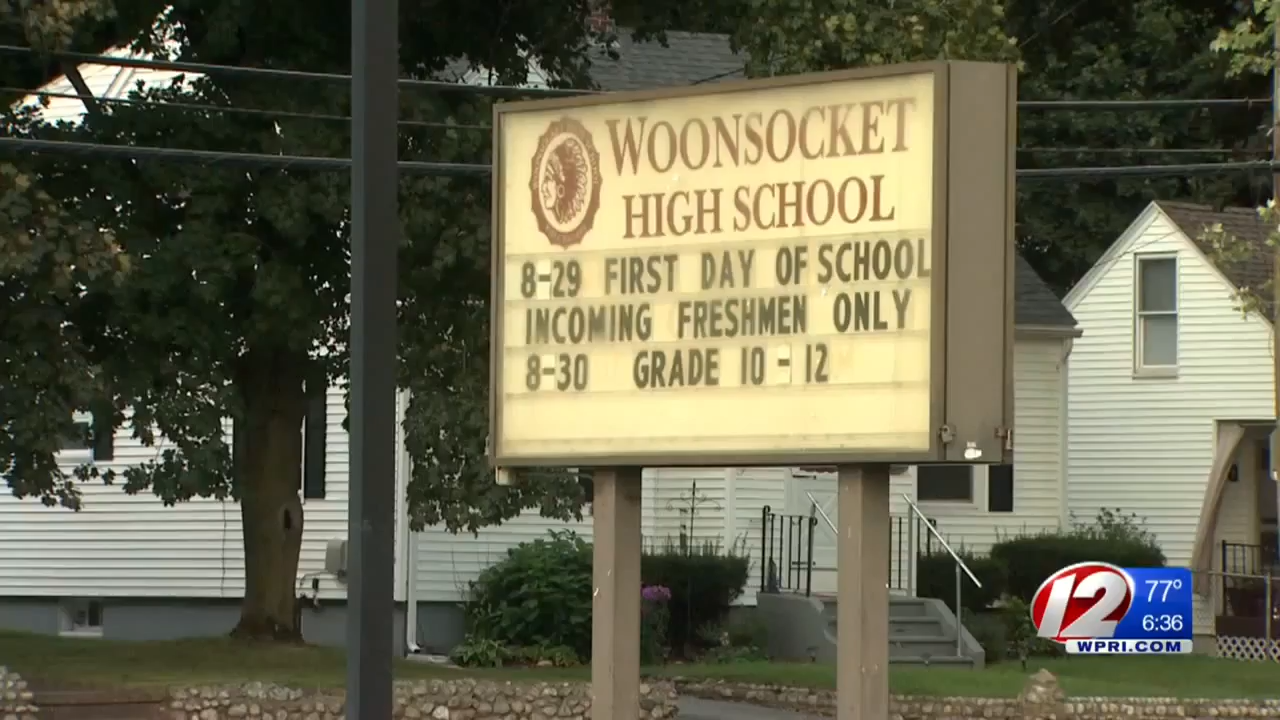 WOONSOCKET
HIGH SCHOOL
8-29 FIRST DAY OF SCHOOL
INCOMING FRESHMEN ONLY
8-30 GRADE 10 - 12
12 77°
6:36
WPRI.COM